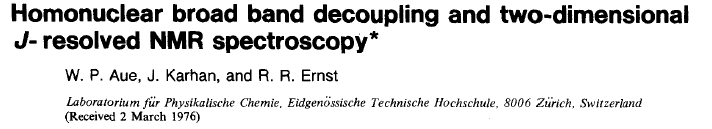 Homonuclear broad band decoupling and two-dimensional
J- resolved NMR spectroscopy*
W. P. Aue, J. Karhan, and R. R. Ernst
Laboratorium für Physikalische Chemie, Eidgenössische Technische Hochschule, 8006 Zürich, Switzerland
(Received 2 March 1976)